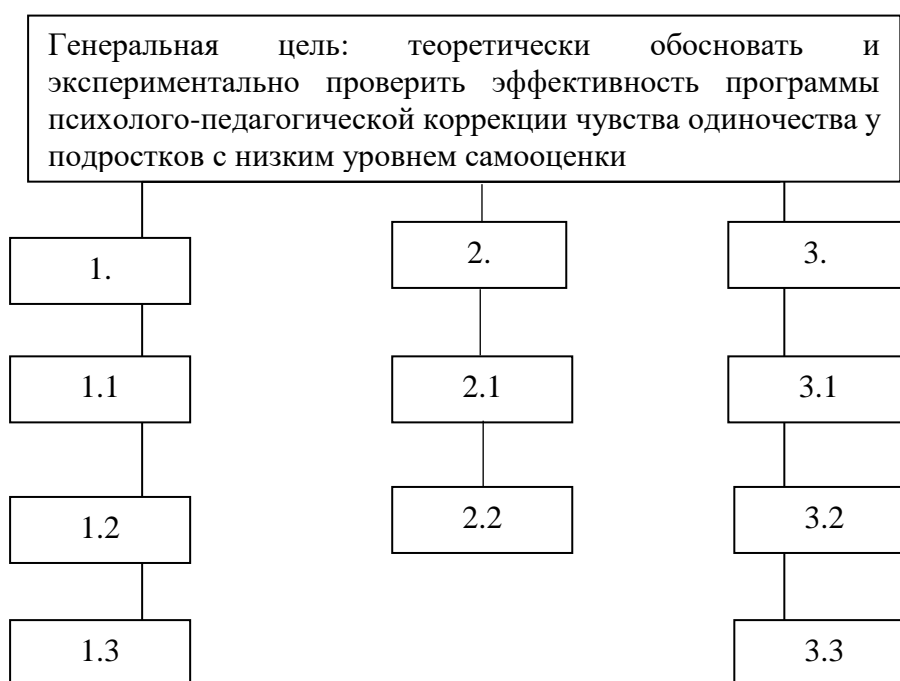 Генеральная цель: теоретически обосновать и
экспериментально проверить эффективность программы
психолого-педагогической коррекции чувства одиночества у
подростков с низким уровнем самооценки
1. 2. 3.
1.1 2.1 3.1
1.2 2.2 3.2
1.3 3.3